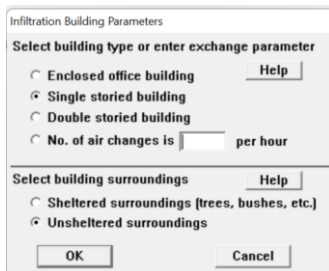 Infiltration Building Parameters
Select building type or enter exchange parameter
Enclosed office building Help
Single storied building
Double storied building
No. of air changes is per hour
Select building surroundings Help
Sheltered surroundings (trees, bushes, etc.)
Unsheltered surroundings
OK Cancel